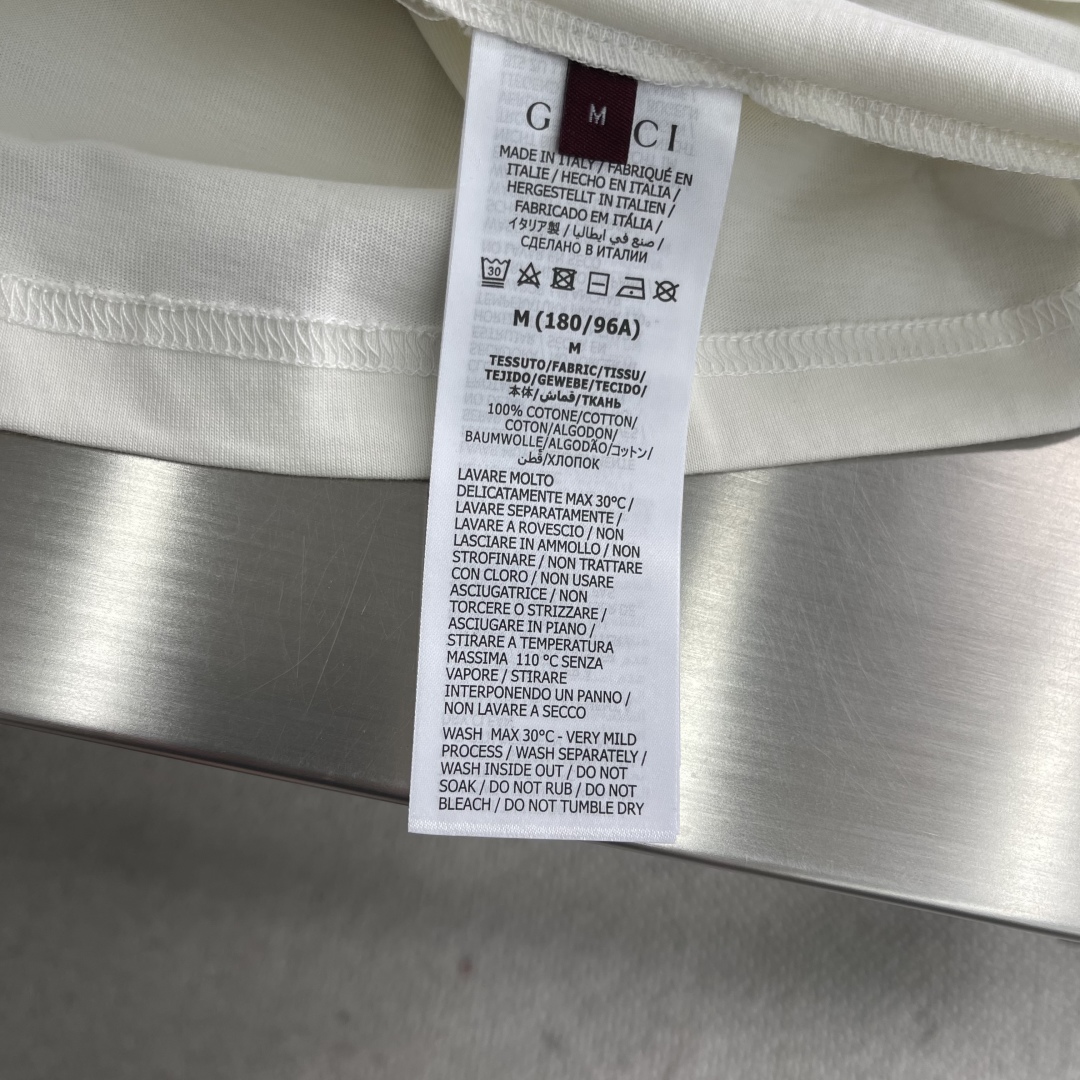 G CI
M
MADE IN ITALY / FABRIQUÉ EN
ITALIE / HECHO EN ITALIA /
HERGESTELLT IN ITALIEN /
FABRICADO EM ITÁLIA /
イタリア製 / صنع في ايطاليا /
СДЕЛАНО В ИТАЛИИ
30
M (180/96A)
M
TESSUTO/FABRIC/TISSU/
TEJIDO/GEWEBE/TECIDO/
本体/قماش/ТКАНЬ
100% COTONE/COTTON/
COTON/ALGODÓN/
BAUMWOLLE/ALGODÃO/コットン/
قطن/ХЛОПОК
LAVARE MOLTO
DELICATAMENTE MAX 30°C /
LAVARE SEPARATAMENTE /
LAVARE A ROVESCIO / NON
LASCIARE IN AMMOLLO / NON
STROFINARE / NON TRATTARE
CON CLORO / NON USARE
ASCIUGATRICE / NON
TORCERE O STRIZZARE /
ASCIUGARE IN PIANO /
STIRARE A TEMPERATURA
MASSIMA 110 °C SENZA
VAPORE / STIRARE
INTERPONENDO UN PANNO /
NON LAVARE A SECCO
WASH MAX 30°C - VERY MILD
PROCESS / WASH SEPARATELY /
WASH INSIDE OUT / DO NOT
SOAK / DO NOT RUB / DO NOT
BLEACH / DO NOT TUMBLE DRY